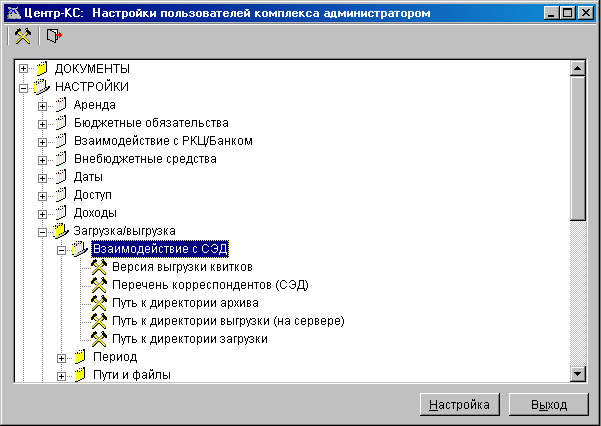 Центр-КС: Настройки пользователей комплекса администратором
ДОКУМЕНТЫ
НАСТРОЙКИ
Аренда
Бюджетные обязательства
Взаимодействие с РКЦ/Банком
Внебюджетные средства
Даты
Доступ
Доходы
Загрузка/выгрузка
Взаимодействие с СЭД
Версия выгрузки квитков
Перечень корреспондентов (СЭД)
Путь к директории архива
Путь к директории выгрузки (на сервере)
Путь к директории загрузки
Период
Пути и файлы
Настройка
Выход